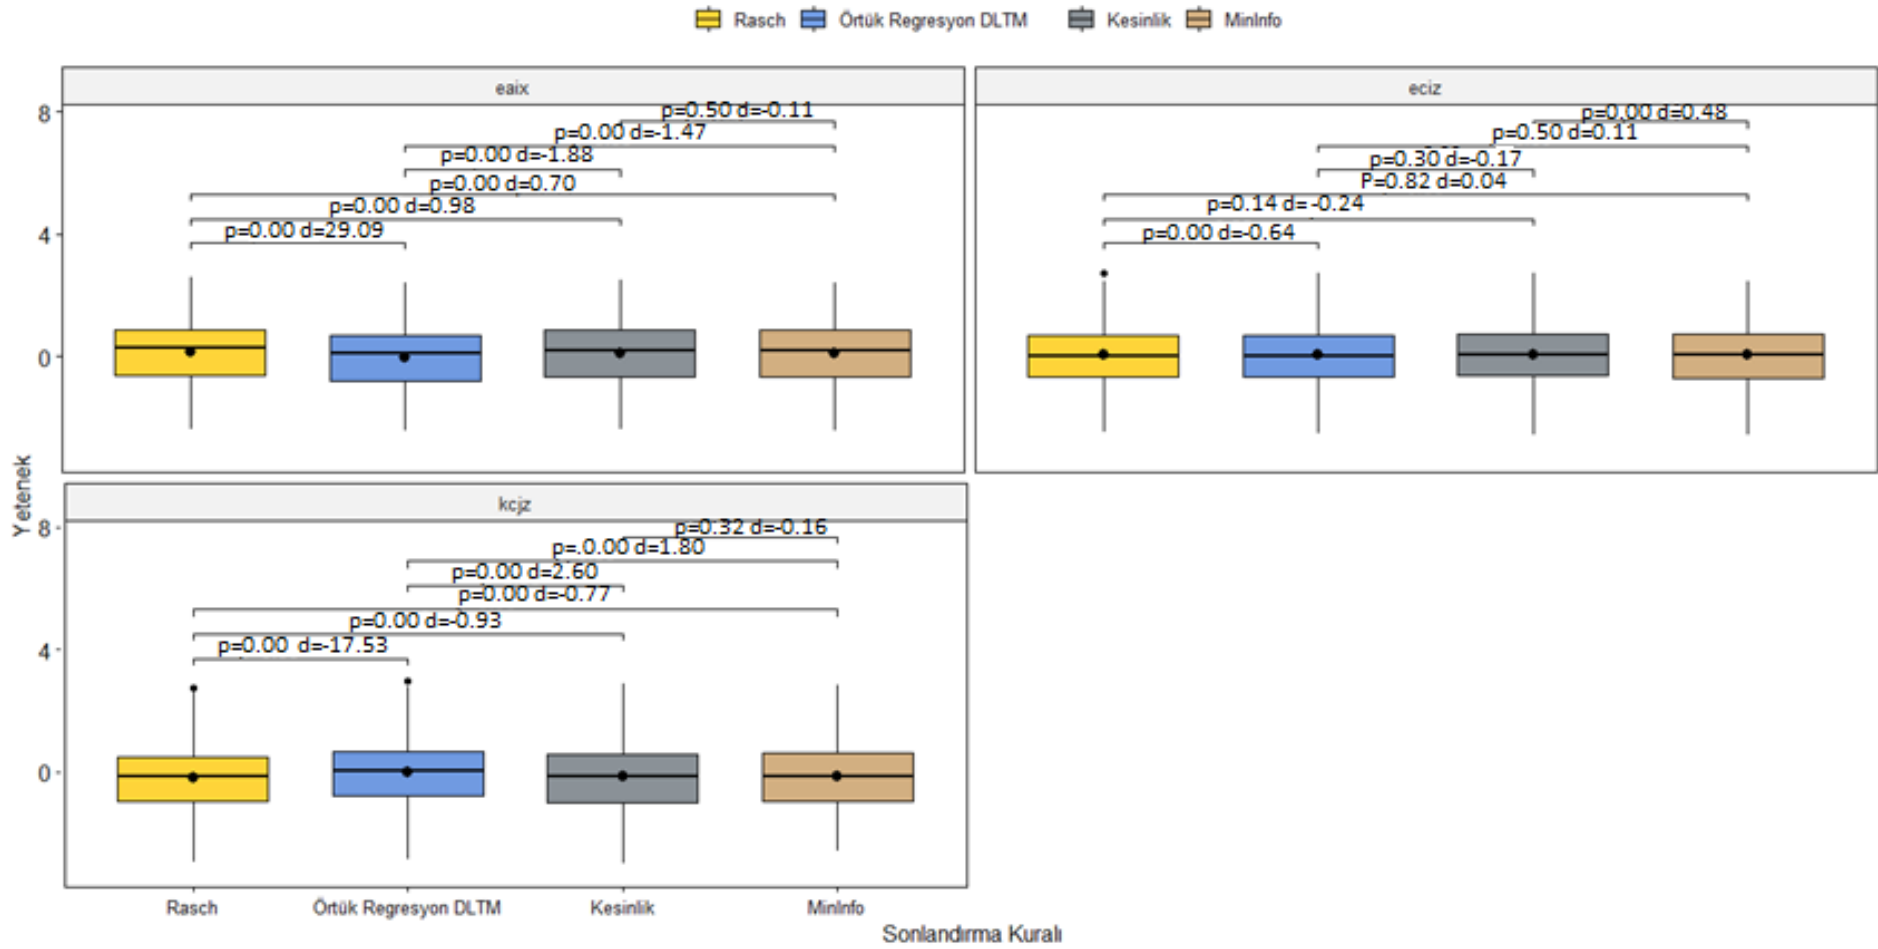 Rasch Örtük Regresyon DLTM Kesinlik MinInfo
eaix
p=0.50 d=-0.11
p=0.00 d=-1.47
p=0.00 d=-1.88
p=0.00 d=0.70
p=0.00 d=0.98
p=0.00 d=29.09
8
4
0
eciz
p=0.00 d=0.48
p=0.50 d=0.11
p=0.30 d=-0.17
P=0.82 d=0.04
p=0.14 d= -0.24
p=0.00 d=-0.64
Yetenek
kcjz
p=0.32 d=-0.16
p=.0.00 d=1.80
p=0.00 d=2.60
p=0.00 d=-0.77
p=0.00 d=-0.93
p=0.00 d=-17.53
8
4
0
Rasch Örtük Regresyon DLTM Kesinlik MinInfo
Sonlandırma Kuralı